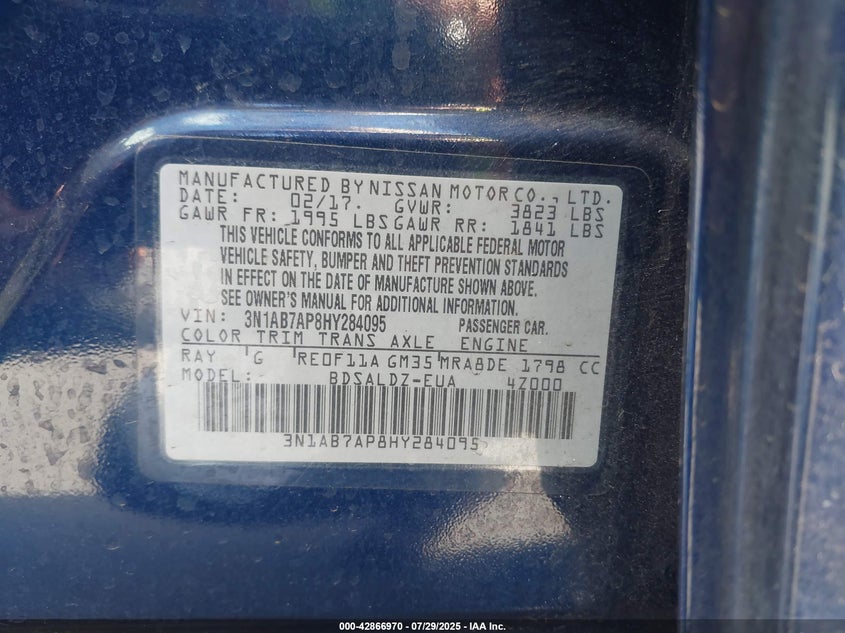 MANUFACTURED BY NISSAN MOTOR CO., LTD.
DATE: 02/17. GVWR: 3823 LBS
GAWR FR: 1995 LBS GAWR RR: 1841 LBS
THIS VEHICLE CONFORMS TO ALL APPLICABLE FEDERAL MOTOR
VEHICLE SAFETY, BUMPER AND THEFT PREVENTION STANDARDS
IN EFFECT ON THE DATE OF MANUFACTURE SHOWN ABOVE.
SEE OWNER'S MANUAL FOR ADDITIONAL INFORMATION.
VIN: 3N1AB7AP8HY284095 PASSENGER CAR.
COLOR TRIM TRANS AXLE ENGINE
RAY G RE0F11A GM35 MRA8DE 1798 CC
MODEL: BDSALDZ-EUA 4Z000
3N1AB7AP8HY284095
000-42866970 | 07/29/2025 - IAA Inc.